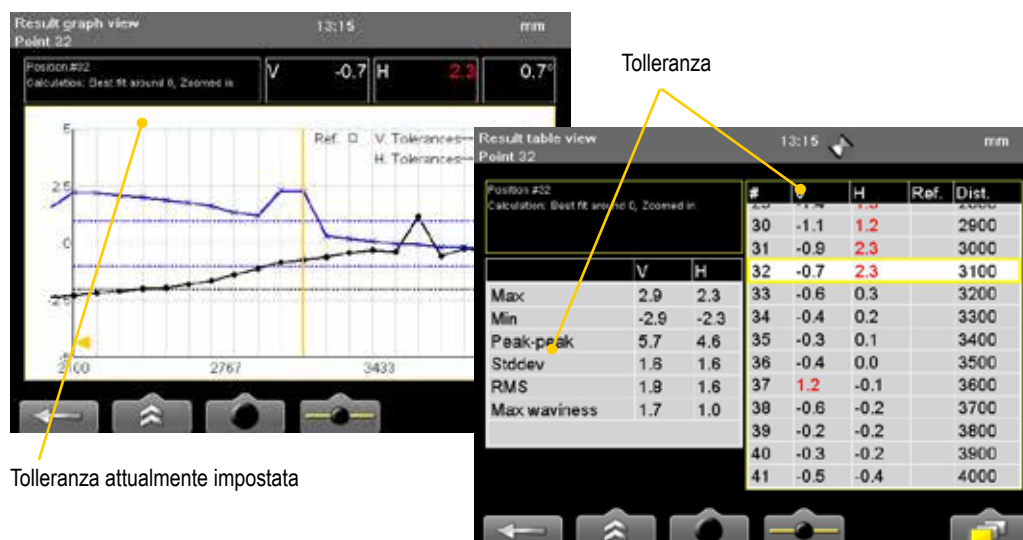 Result graph view 13:15 mm
Point 32
Position #32
Calculation: Best fit around 0, Zoomed in
V -0.7 H 2.3 0.7°
Ref. V. Tolerances
H. Tolerances
5
2.5
0
-2.5
2100 2767 3433
Tolleranza attualmente impostata
Tolleranza
Result table view 13:15 mm
Point 32
Position #32
Calculation: Best fit around 0, Zoomed in
V H
Max 2.9 2.3
Min -2.9 -2.3
Peak-peak 5.7 4.6
Stddev 1.6 1.6
RMS 1.8 1.6
Max waviness 1.7 1.0
# H Ref. Dist.
30 -1.1 1.2 2900
31 -0.9 2.3 3000
32 -0.7 2.3 3100
33 -0.6 0.3 3200
34 -0.4 0.2 3300
35 -0.3 0.1 3400
36 -0.4 0.0 3500
37 1.2 -0.1 3600
38 -0.6 -0.2 3700
39 -0.2 -0.2 3800
40 -0.3 -0.2 3900
41 -0.5 -0.4 4000